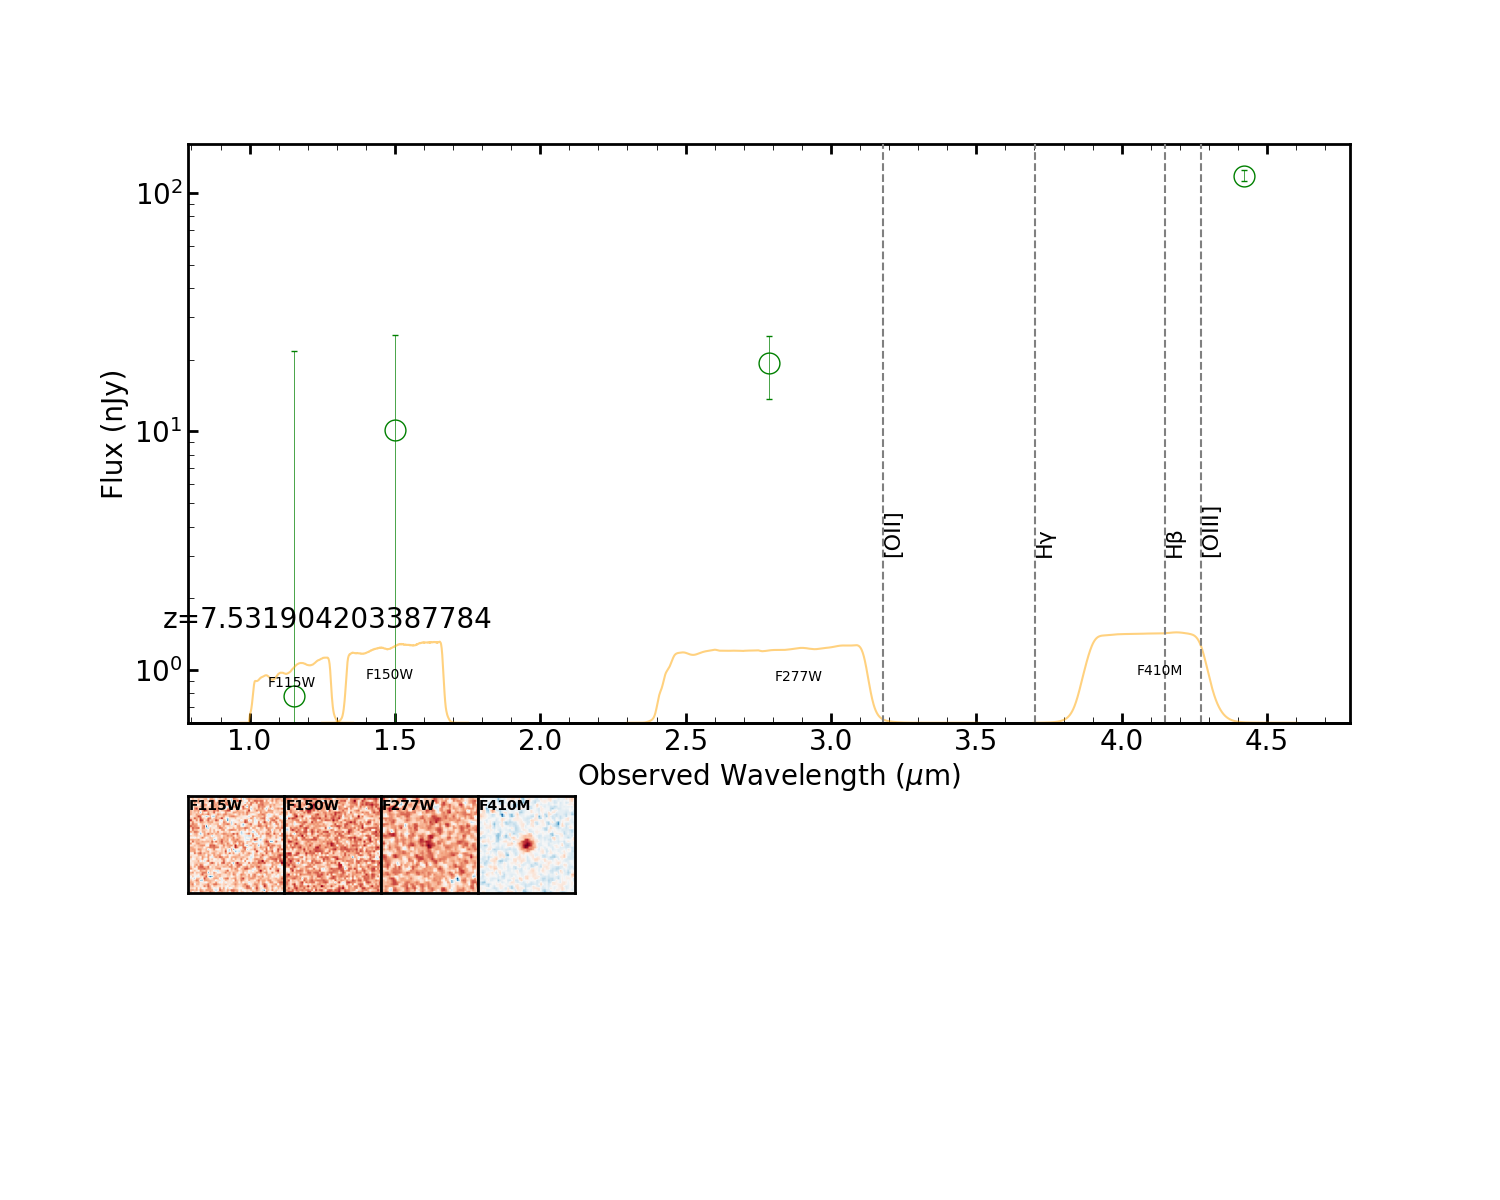 10²
10¹
10⁰
Flux (nJy)
[OII]
Hγ
Hβ
[OIII]
z=7.531904203387784
F115W
F150W
F277W
F410M
1.0 1.5 2.0 2.5 3.0 3.5 4.0 4.5
Observed Wavelength (μm)
F115W F150W F277W F410M